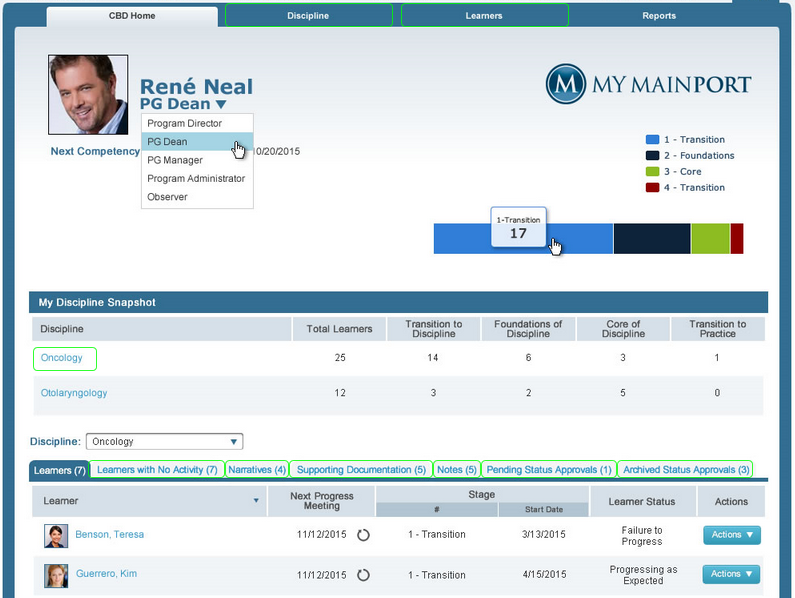 CBD Home Discipline Learners Reports
René Neal
PG Dean
MY MAINPORT
M
Program Director
PG Dean
PG Manager
Program Administrator
Observer
Next Competency 10/20/2015
1 - Transition
2 - Foundations
3 - Core
4 - Transition
1-Transition
17
My Discipline Snapshot
Discipline Total Learners Transition to Discipline Foundations of Discipline Core of Discipline Transition to Practice
Oncology 25 14 6 3 1
Otolaryngology 12 3 2 5 0
Discipline: Oncology
Learners (7) Learners with No Activity (7) Narratives (4) Supporting Documentation (5) Notes (5) Pending Status Approvals (1) Archived Status Approvals (3)
Learner Next Progress Meeting Stage Learner Status Actions
# Start Date
Benson, Teresa 11/12/2015 1 - Transition 3/13/2015 Failure to Progress Actions
Guerrero, Kim 11/12/2015 1 - Transition 4/15/2015 Progressing as Expected Actions